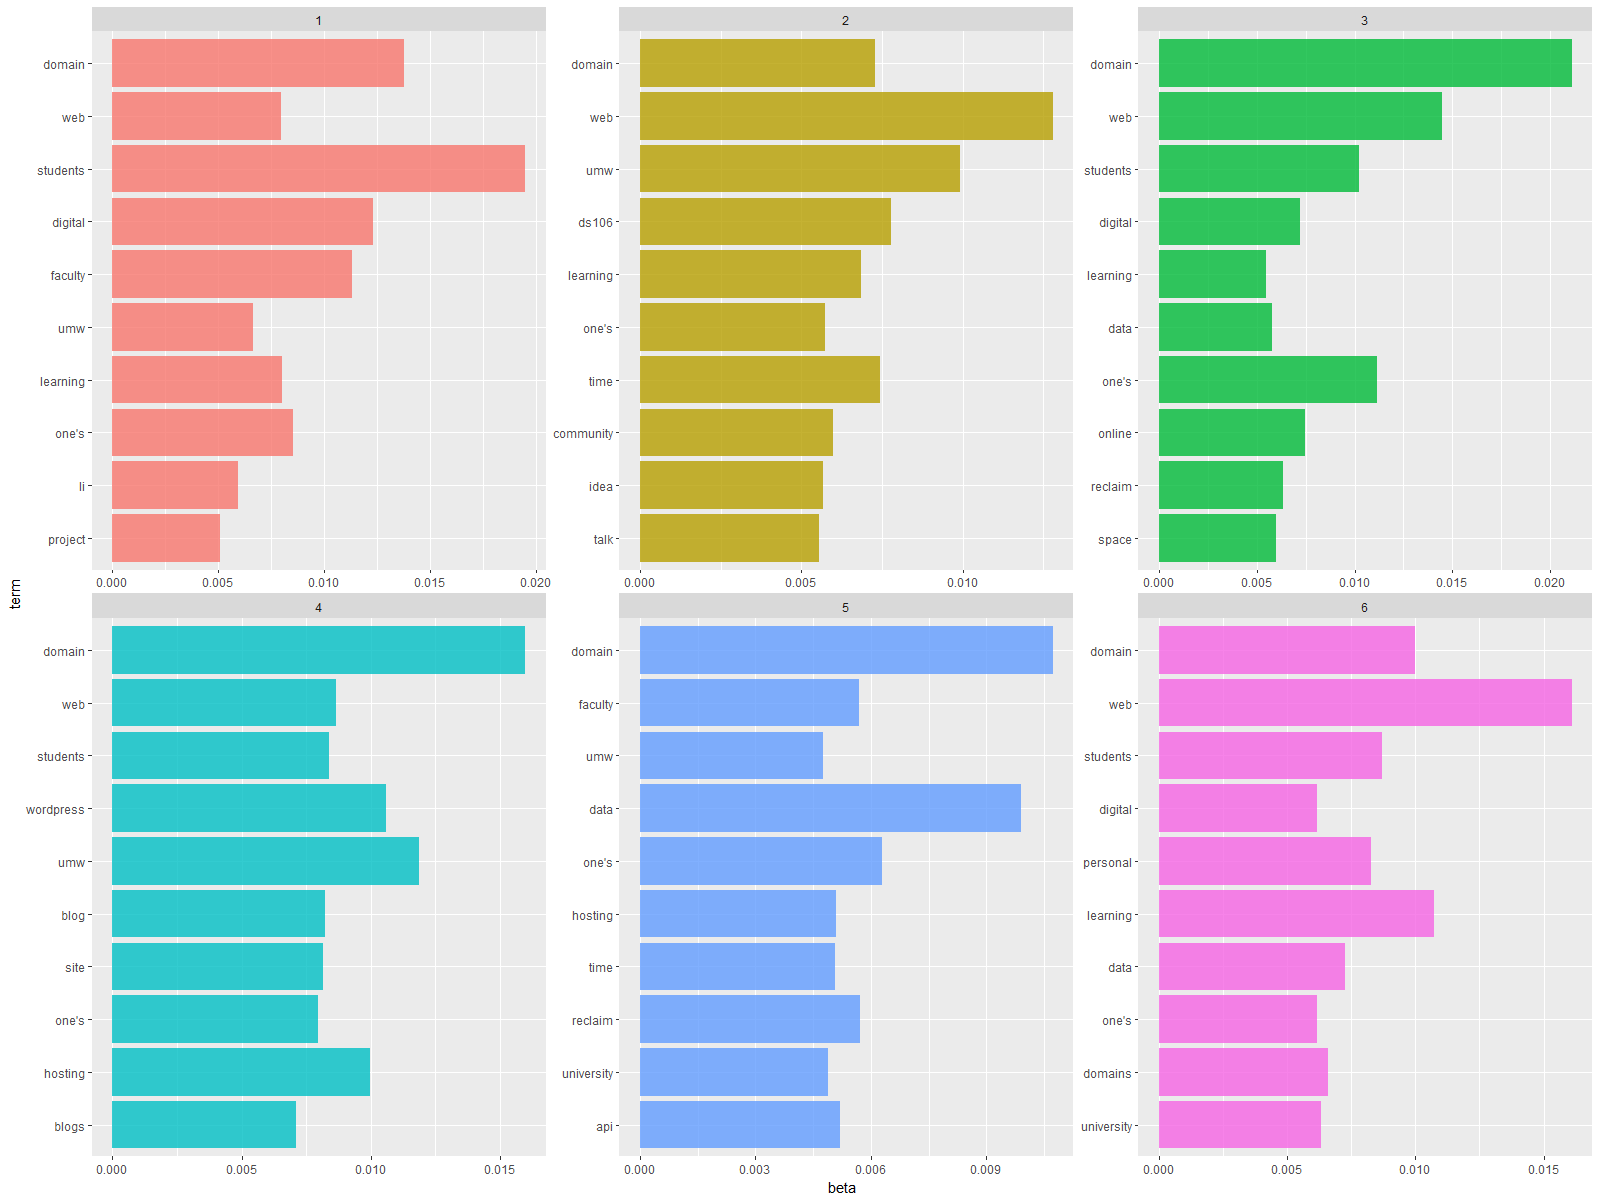 1
domain
web
students
digital
faculty
umw
learning
one's
li
project
0.000 0.005 0.010 0.015 0.020
2
domain
web
umw
ds106
learning
one's
time
community
idea
talk
0.000 0.005 0.010
3
domain
web
students
digital
learning
data
one's
online
reclaim
space
0.000 0.005 0.010 0.015 0.020
term
4
domain
web
students
wordpress
umw
blog
site
one's
hosting
blogs
0.000 0.005 0.010 0.015
5
domain
faculty
umw
data
one's
hosting
time
reclaim
university
api
0.000 0.003 0.006 0.009
6
domain
web
students
digital
personal
learning
data
one's
domains
university
0.000 0.005 0.010 0.015
beta